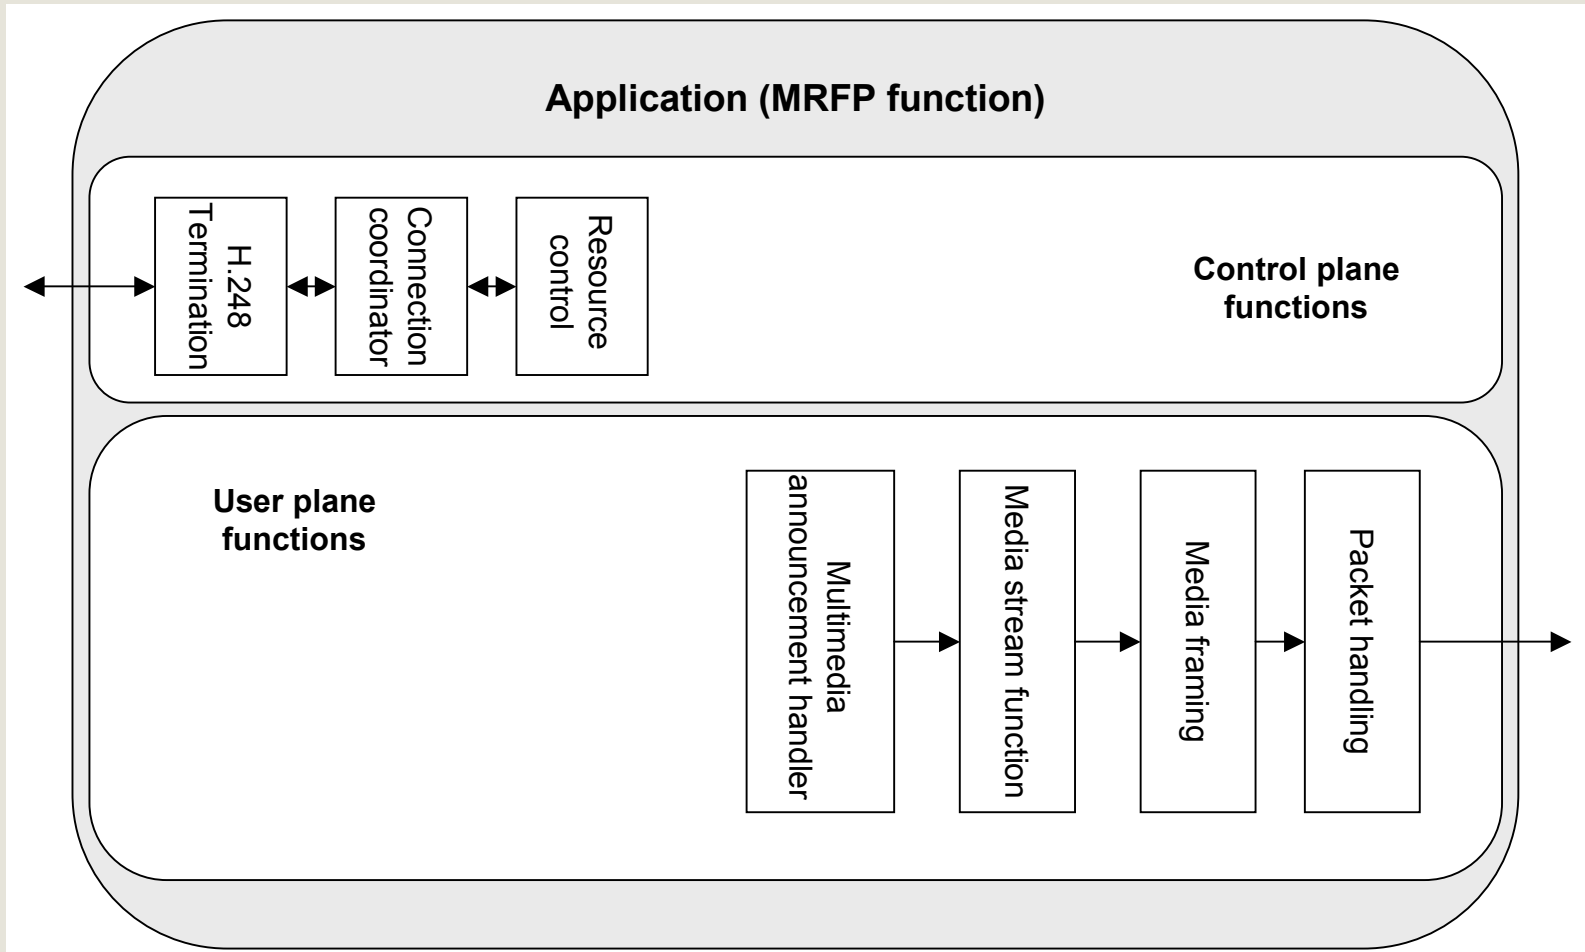 Application (MRFP function)
H.248
Termination
Connection
coordinator
Resource
control
Control plane
functions
User plane
functions
Multimedia
announcement handler
Media stream function
Media framing
Packet handling